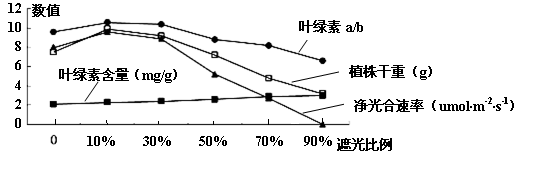 数值
12
10
8
6
4
2
0
叶绿素 a/b
植株干重（g）
叶绿素含量（mg/g）
净光合速率（umol·m⁻²·s⁻¹）
0 10% 30% 50% 70% 90% 遮光比例